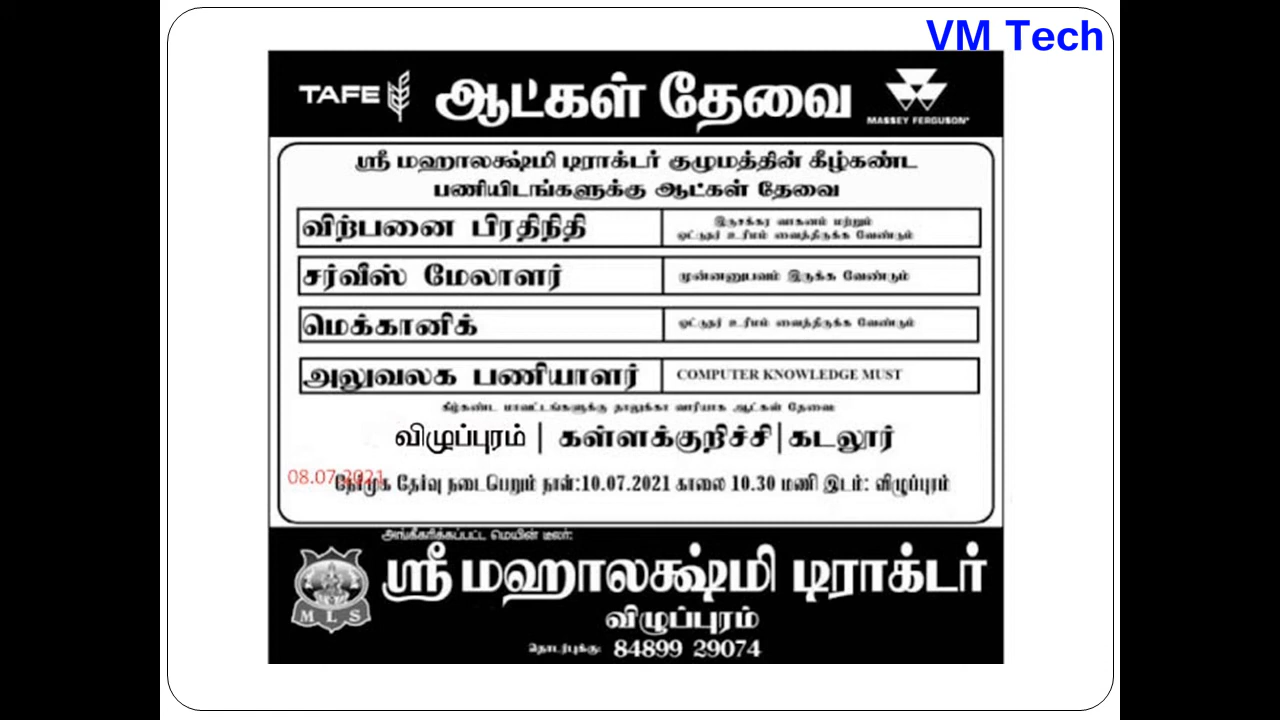 VM Tech
TAFE ஆட்கள் தேவை MASSEY FERGUSON
ஸ்ரீ மஹாலக்ஷ்மி டிராக்டர் குழுமத்தின் கீழ்கண்ட
பணியிடங்களுக்கு ஆட்கள் தேவை
விற்பனை பிரதிநிதி
இருசக்கர வாகனம் மற்றும்
ஓட்டுநர் உரிமம் வைத்திருக்க வேண்டும்
சர்வீஸ் மேலாளர் முன்னனுபவம் இருக்க வேண்டும்
மெக்கானிக் ஓட்டுநர் உரிமம் வைத்திருக்க வேண்டும்
அலுவலக பணியாளர் COMPUTER KNOWLEDGE MUST
கீழ்கண்ட மாவட்டங்களுக்கு தாலுக்கா வாரியாக ஆட்கள் தேவை
விழுப்புரம் | கள்ளக்குறிச்சி | கடலூர்
08.07.2021
நேர்முக தேர்வு நடைபெறும் நாள்:10.07.2021 காலை 10.30 மணி இடம்: விழுப்புரம்
அங்கீகரிக்கப்பட்ட மெயின் டீலர்:
ஸ்ரீ மஹாலக்ஷ்மி டிராக்டர்
M L S
விழுப்புரம்
தொடர்புக்கு: 84899 29074